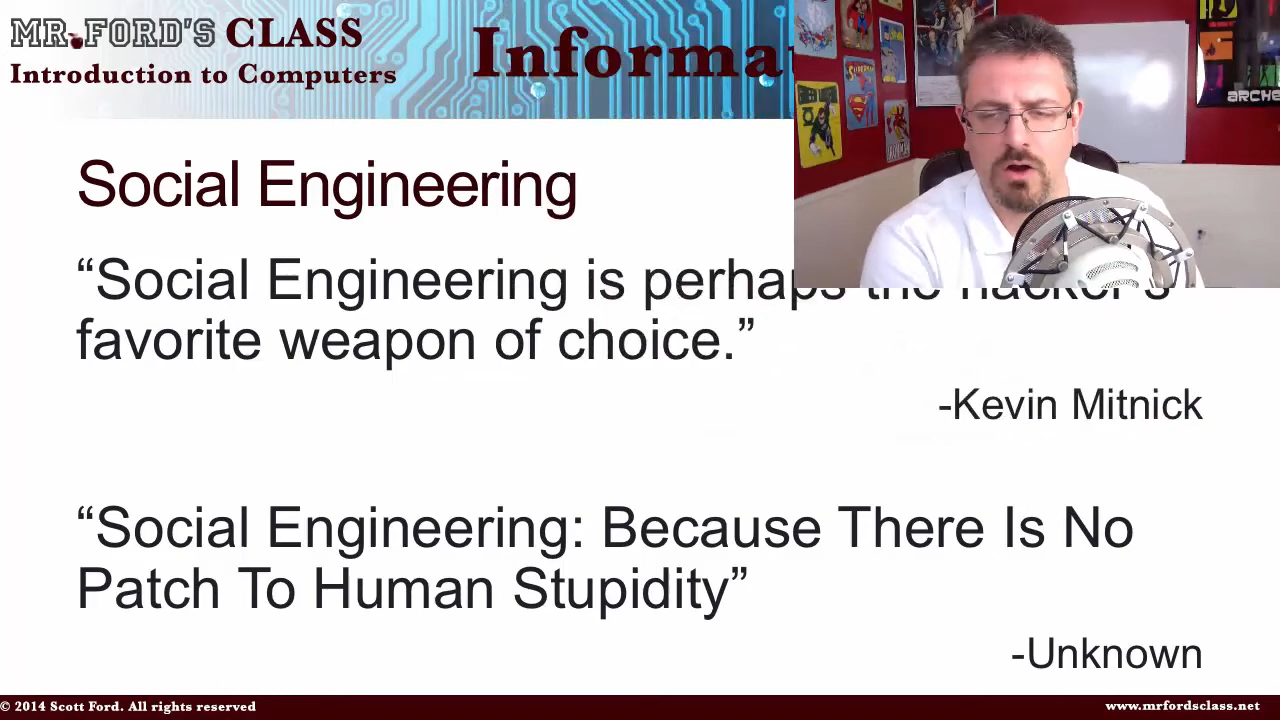 MR.FORD'S CLASS
Introduction to Computers
Social Engineering
“Social Engineering is perhaps the hacker's
favorite weapon of choice.”
-Kevin Mitnick
“Social Engineering: Because There Is No
Patch To Human Stupidity”
-Unknown
© 2014 Scott Ford. All rights reserved
www.mrfordsclass.net